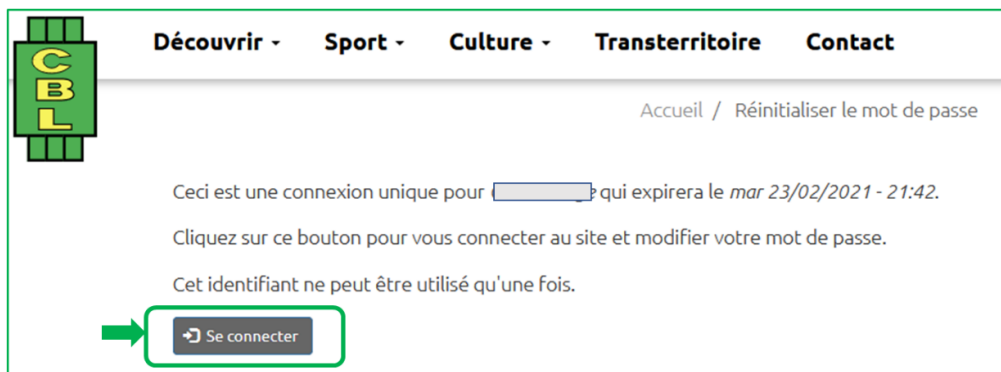 CBL
Découvrir Sport Culture Transterritoire Contact
Accueil / Réinitialiser le mot de passe
Ceci est une connexion unique pour qui expirera le mar 23/02/2021 - 21:42.
Cliquez sur ce bouton pour vous connecter au site et modifier votre mot de passe.
Cet identifiant ne peut être utilisé qu'une fois.
Se connecter